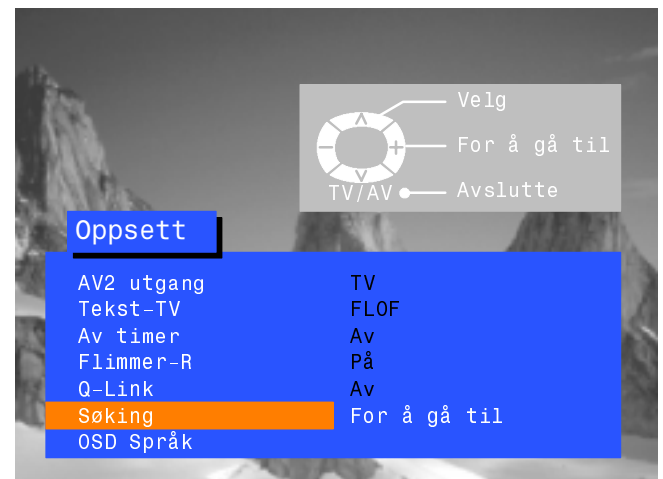 Velg
For å gå til
TV/AV Avslutte
Oppsett
AV2 utgang TV
Tekst-TV FLOF
Av timer Av
Flimmer-R På
Q-Link Av
Søking For å gå til
OSD Språk